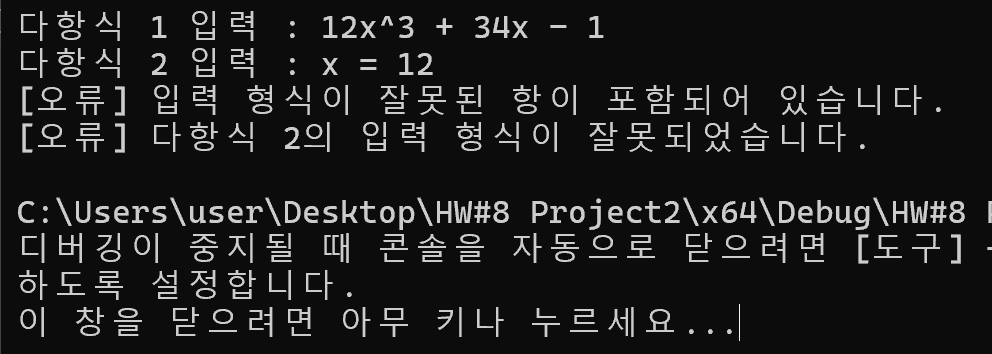 다항식 1 입력 : 12x^3 + 34x - 1
다항식 2 입력 : x = 12
[오류] 입력 형식이 잘못된 항이 포함되어 있습니다.
[오류] 다항식 2의 입력 형식이 잘못되었습니다.
C:\Users\user\Desktop\HW#8 Project2\x64\Debug\HW#8
디버깅이 중지될 때 콘솔을 자동으로 닫으려면 [도구] -
하도록 설정합니다.
이 창을 닫으려면 아무 키나 누르세요...